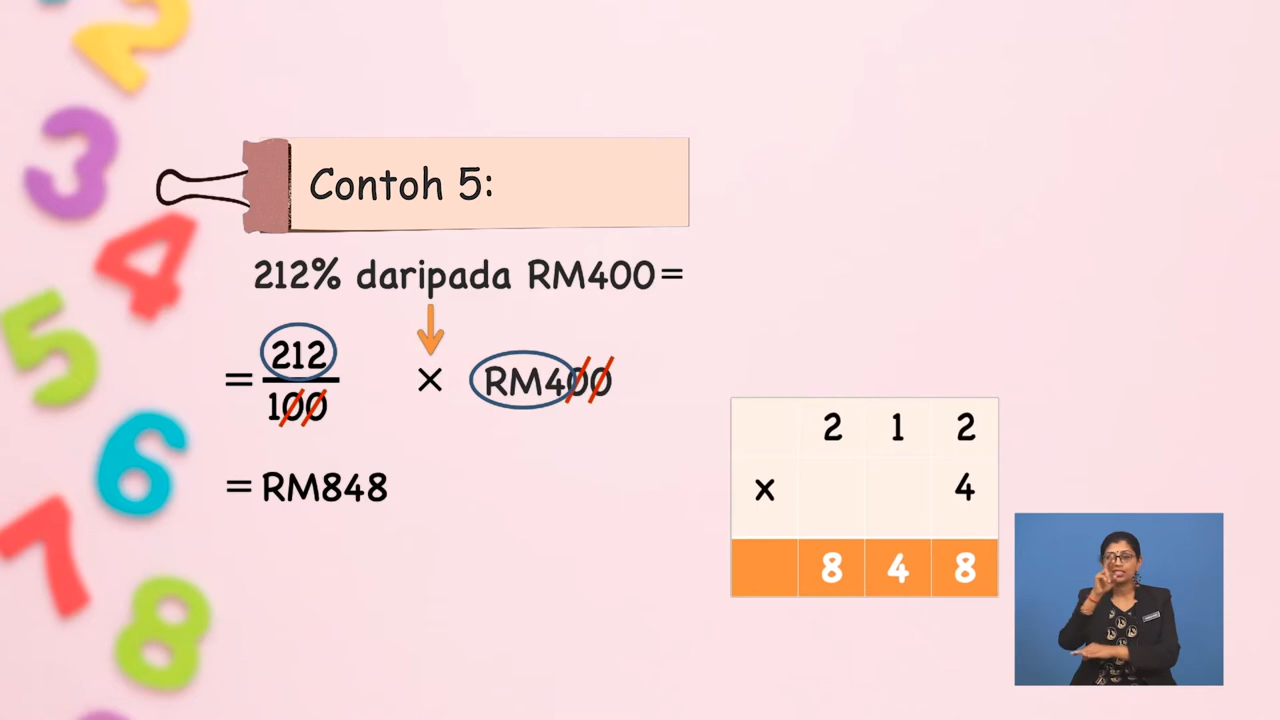 Contoh 5:
212% daripada RM400=
= 212/100 × RM400
= RM848
2 1 2
x 4
8 4 8